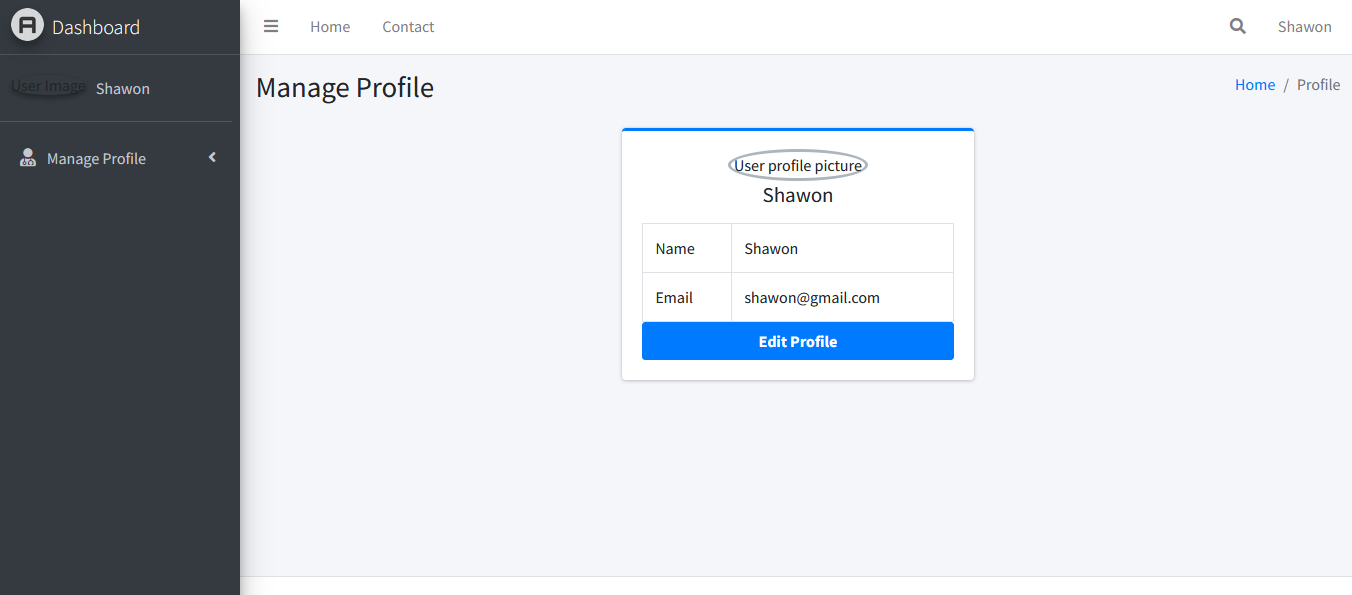 Dashboard
Home Contact
Shawon
User Image Shawon
Manage Profile
Manage Profile
Home / Profile
User profile picture
Shawon
Name Shawon
Email shawon@gmail.com
Edit Profile